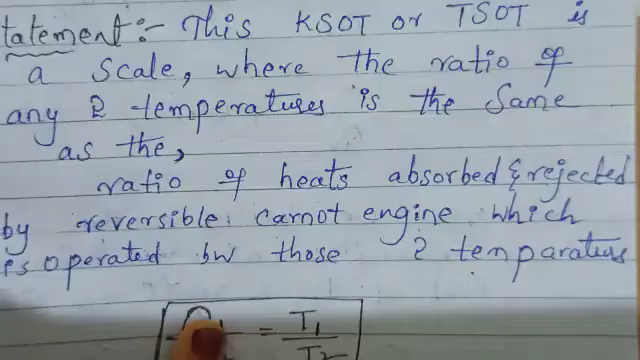 tatement :- This KSOT or TSOT is
a scale, where the ratio of
any 2 temperatures is the same
as the,
ratio of heats absorbed & rejected
by reversible carnot engine which
is operated bw those 2 temparatures
= T1/T2